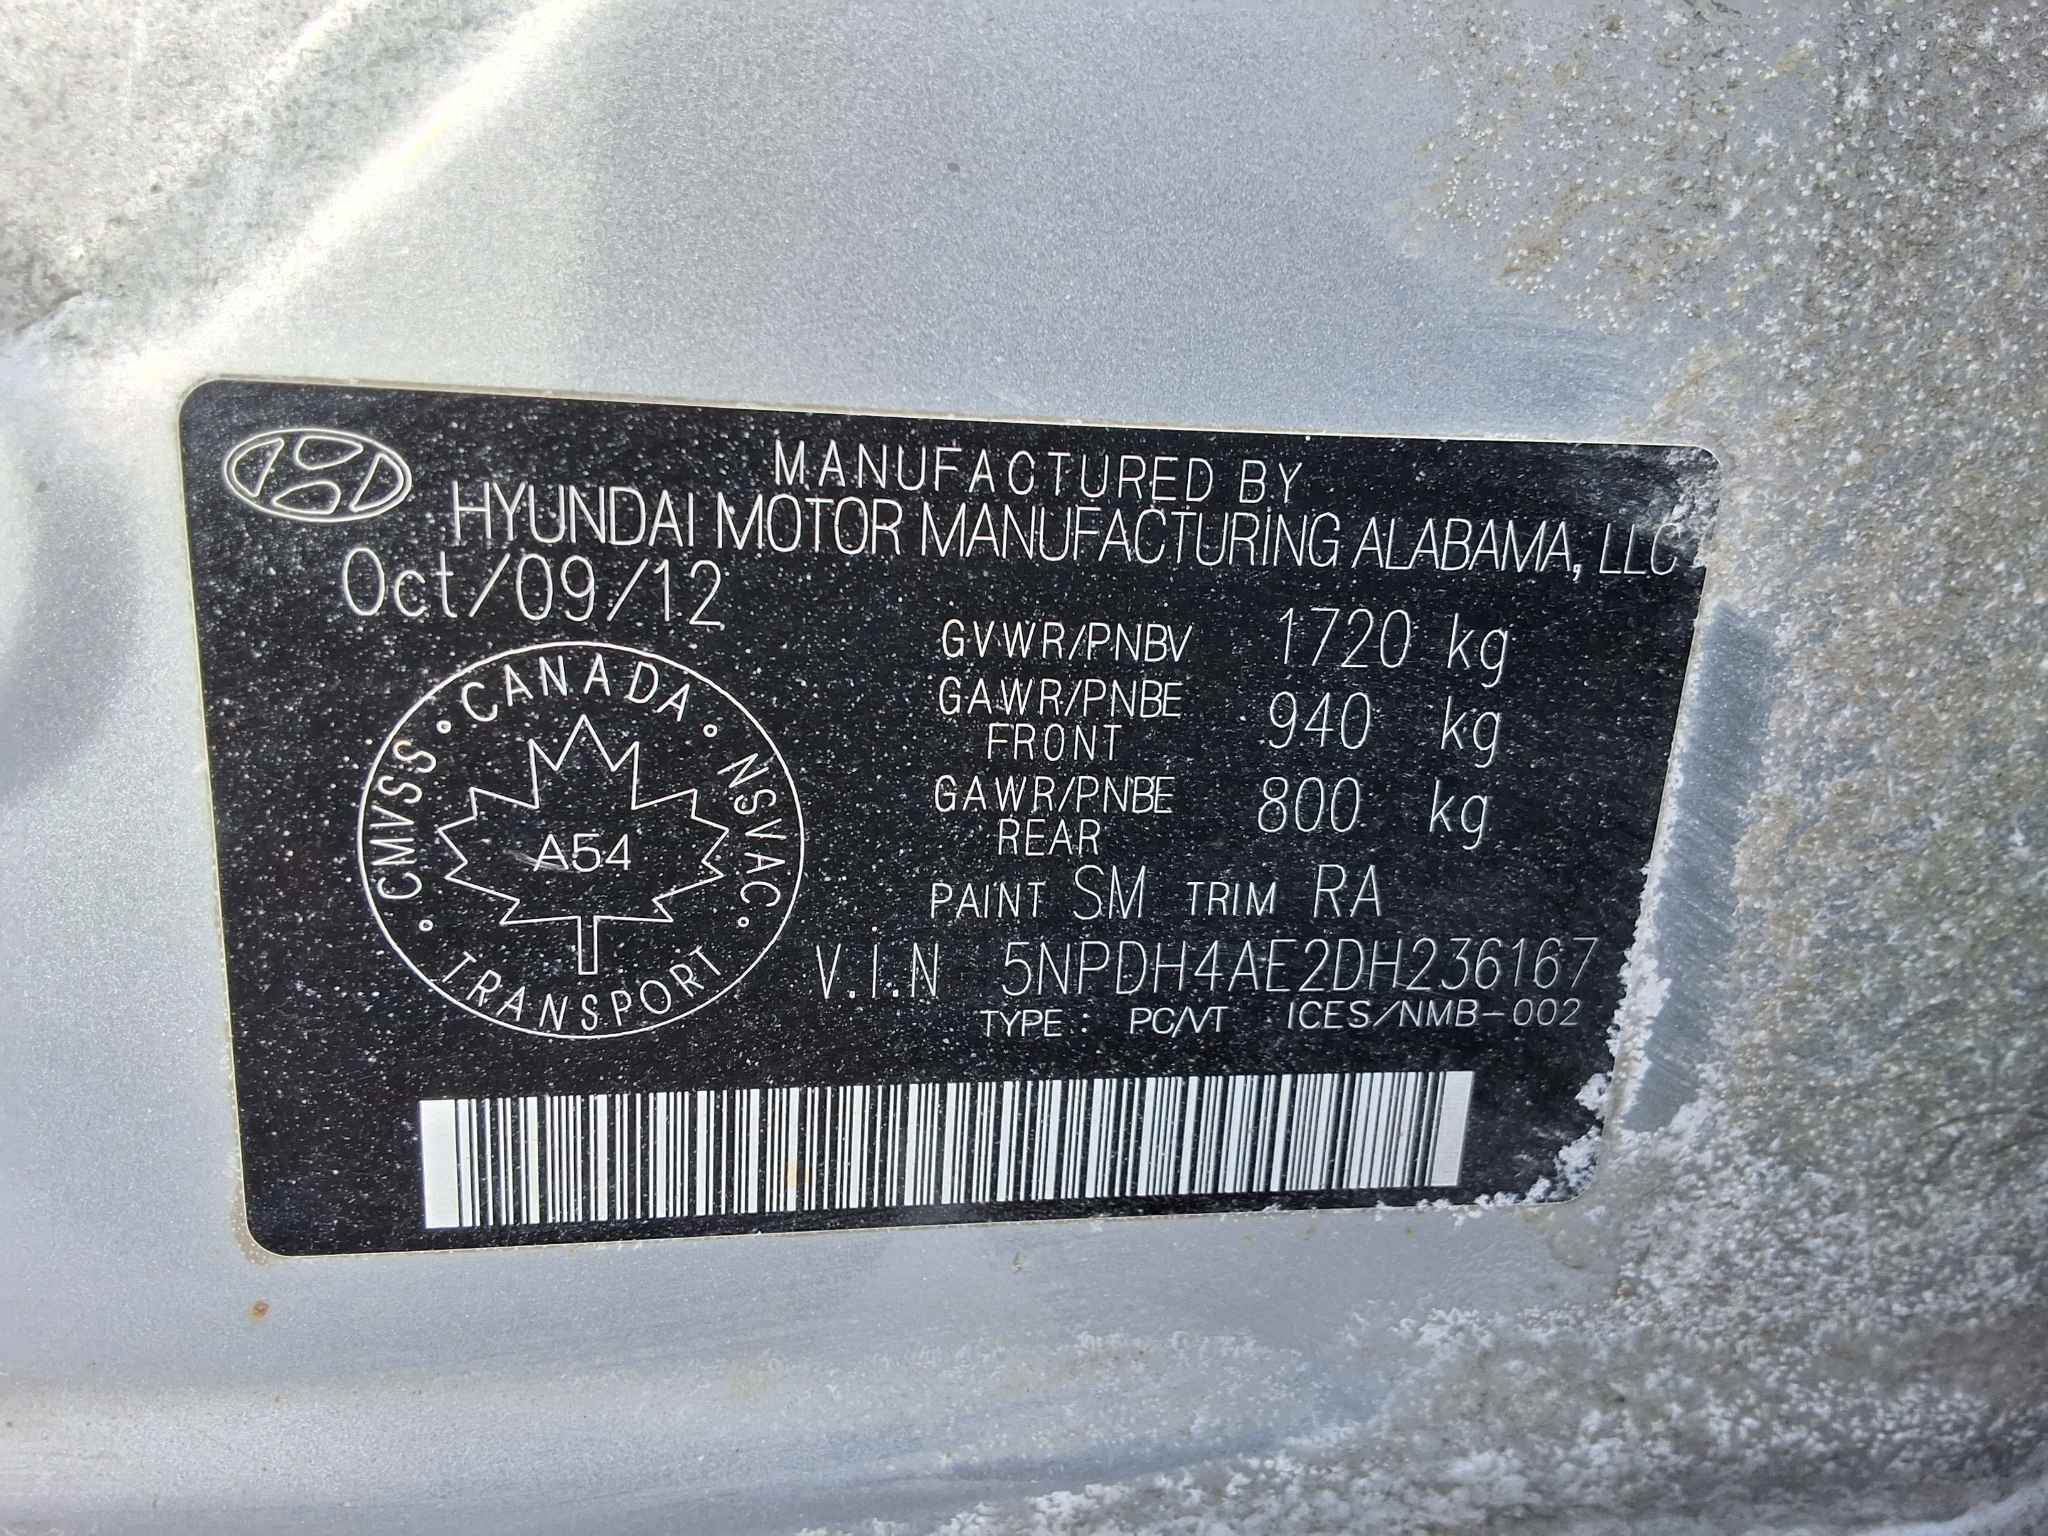 MANUFACTURED BY
HYUNDAI MOTOR MANUFACTURING ALABAMA, LLC
Oct/09/12
GVWR/PNBV 1720 kg
GAWR/PNBE 940 kg
FRONT
GAWR/PNBE 800 kg
REAR
PAINT SM TRIM RA
V.I.N 5NPDH4AE2DH236167
TYPE: PC/VT ICES/NMB-002
CANADA
CMVSS
NSVAC
A54
TRANSPORT